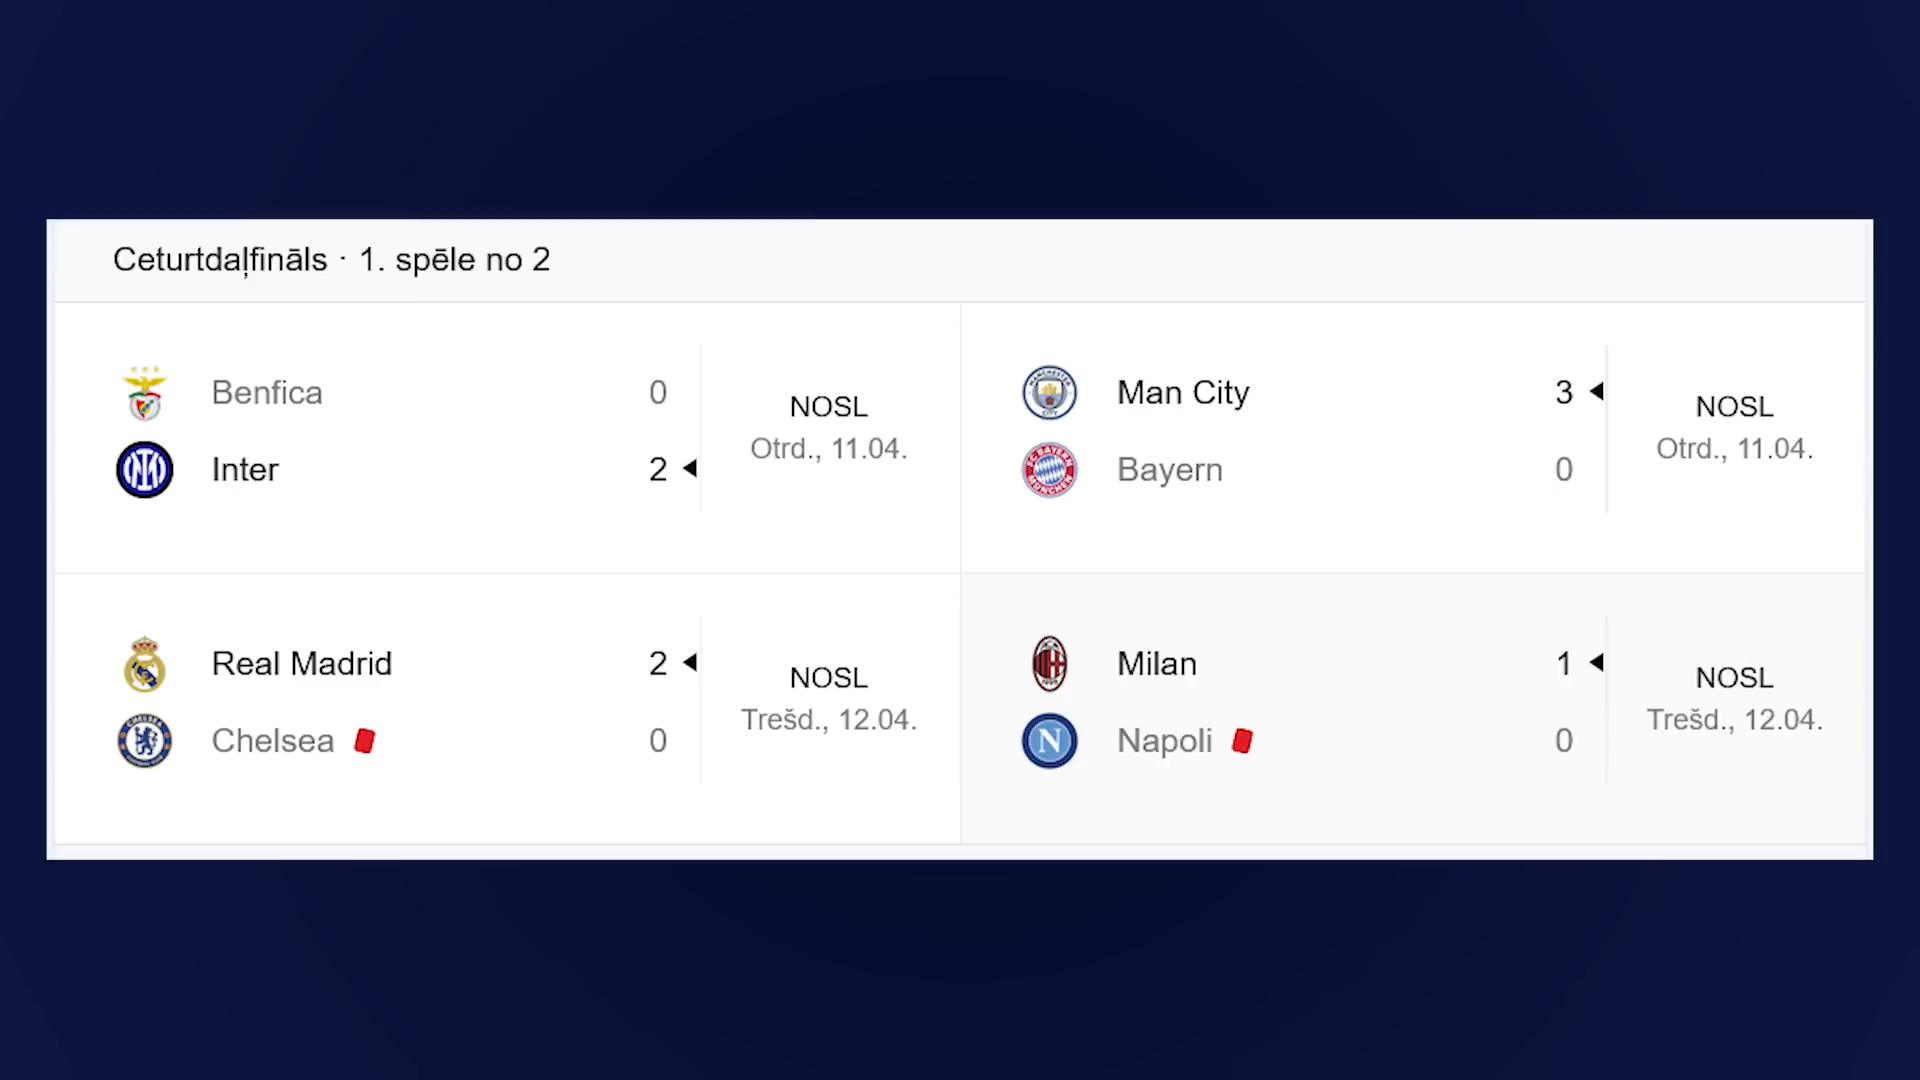 Ceturtdaļfināls · 1. spēle no 2
Benfica 0
Inter 2
NOSL
Otrd., 11.04.
Man City 3
Bayern 0
NOSL
Otrd., 11.04.
Real Madrid 2
Chelsea 0
NOSL
Trešd., 12.04.
Milan 1
Napoli 0
NOSL
Trešd., 12.04.